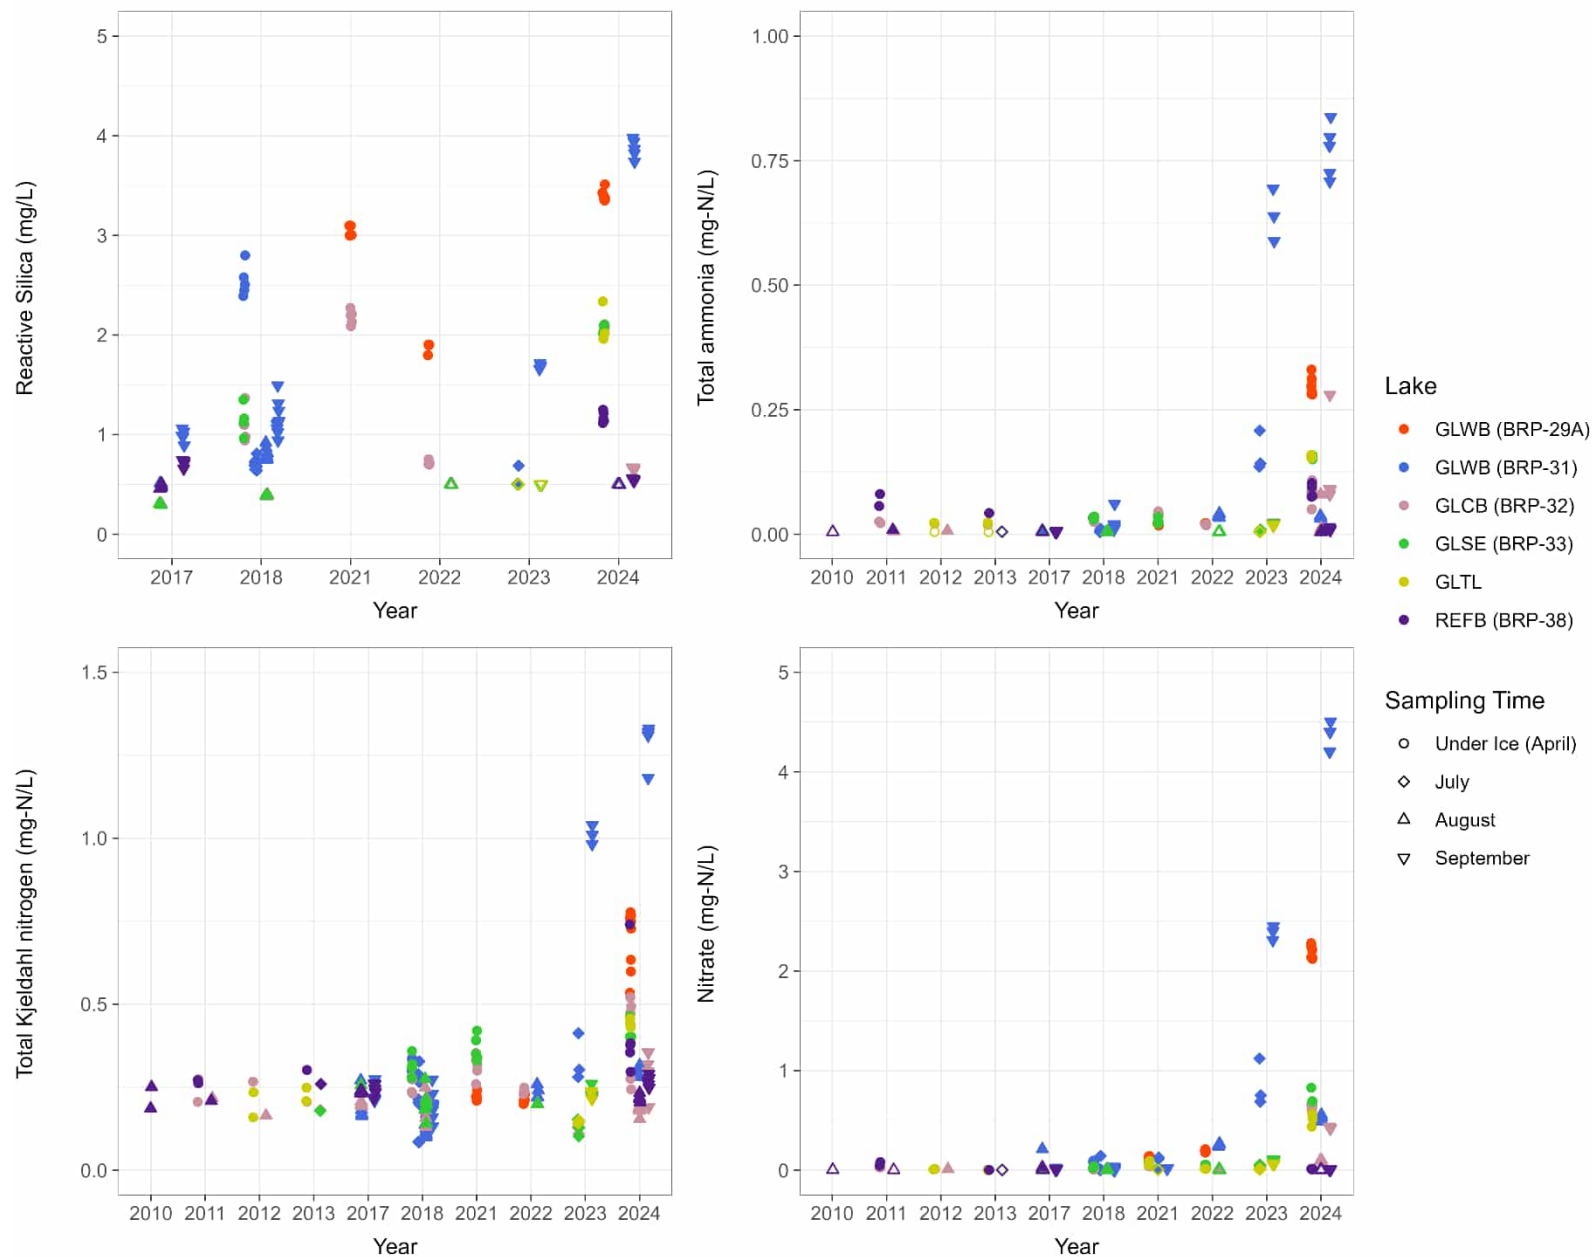 Reactive Silica (mg/L)
5
4
3
2
1
0
2017 2018 2021 2022 2023 2024
Year
Total ammonia (mg-N/L)
1.00
0.75
0.50
0.25
0.00
2010 2011 2012 2013 2017 2018 2021 2022 2023 2024
Year
Total Kjeldahl nitrogen (mg-N/L)
1.5
1.0
0.5
0.0
2010 2011 2012 2013 2017 2018 2021 2022 2023 2024
Year
Nitrate (mg-N/L)
5
4
3
2
1
0
2010 2011 2012 2013 2017 2018 2021 2022 2023 2024
Year
Lake
GLWB (BRP-29A)
GLWB (BRP-31)
GLCB (BRP-32)
GLSE (BRP-33)
GLTL
REFB (BRP-38)
Sampling Time
Under Ice (April)
July
August
September